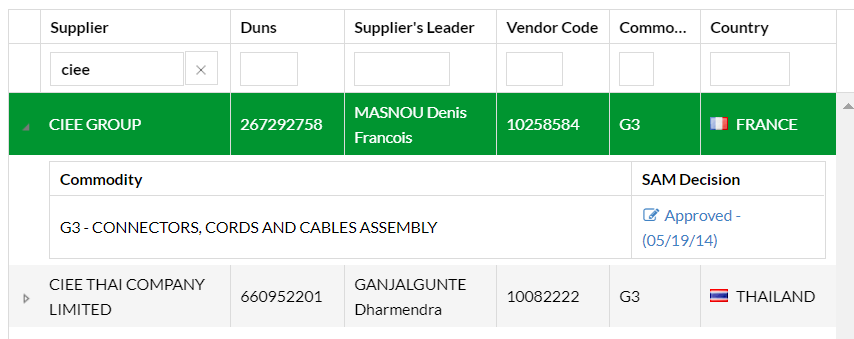 Supplier Duns Supplier's Leader Vendor Code Commo... Country
ciee ×
CIEE GROUP 267292758 MASNOU Denis Francois 10258584 G3 FRANCE
Commodity SAM Decision
G3 - CONNECTORS, CORDS AND CABLES ASSEMBLY Approved - (05/19/14)
CIEE THAI COMPANY LIMITED 660952201 GANJALGUNTE Dharmendra 10082222 G3 THAILAND